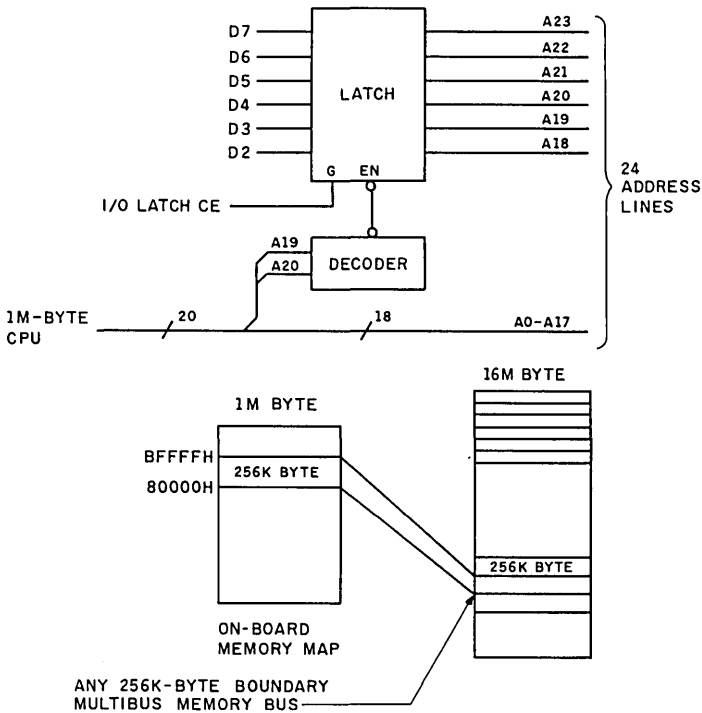 D7
D6
D5
D4
D3
D2
LATCH
G EN
A23
A22
A21
A20
A19
A18
24
ADDRESS
LINES
I/O LATCH CE
A19
A20
DECODER
1M-BYTE
CPU
20
18
A0-A17
1M BYTE
16M BYTE
BFFFFH
256K BYTE
80000H
256K BYTE
ON-BOARD
MEMORY MAP
ANY 256K-BYTE BOUNDARY
MULTIBUS MEMORY BUS